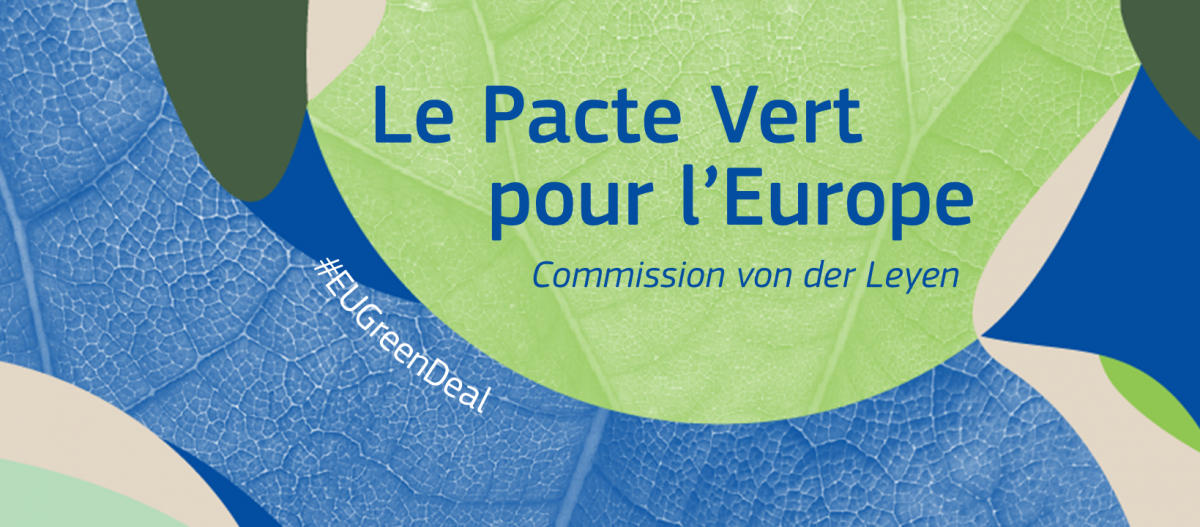 Le Pacte Vert
pour l’Europe
Commission von der Leyen
#EUGreenDeal